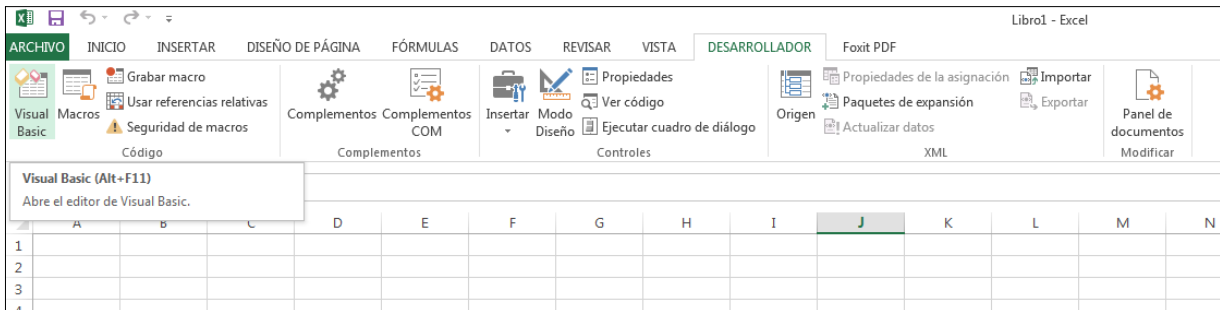 Libro1 - Excel
ARCHIVO INICIO INSERTAR DISEÑO DE PÁGINA FÓRMULAS DATOS REVISAR VISTA DESARROLLADOR Foxit PDF
Visual Basic
Macros
Grabar macro
Usar referencias relativas
Seguridad de macros
Código
Complementos
Complementos COM
Complementos
Insertar
Modo Diseño
Propiedades
Ver código
Ejecutar cuadro de diálogo
Controles
Origen
Propiedades de la asignación
Paquetes de expansión
Actualizar datos
Importar
Exportar
XML
Panel de documentos
Modificar
Visual Basic (Alt+F11)
Abre el editor de Visual Basic.
A B C D E F G H I J K L M N
1
2
3
4